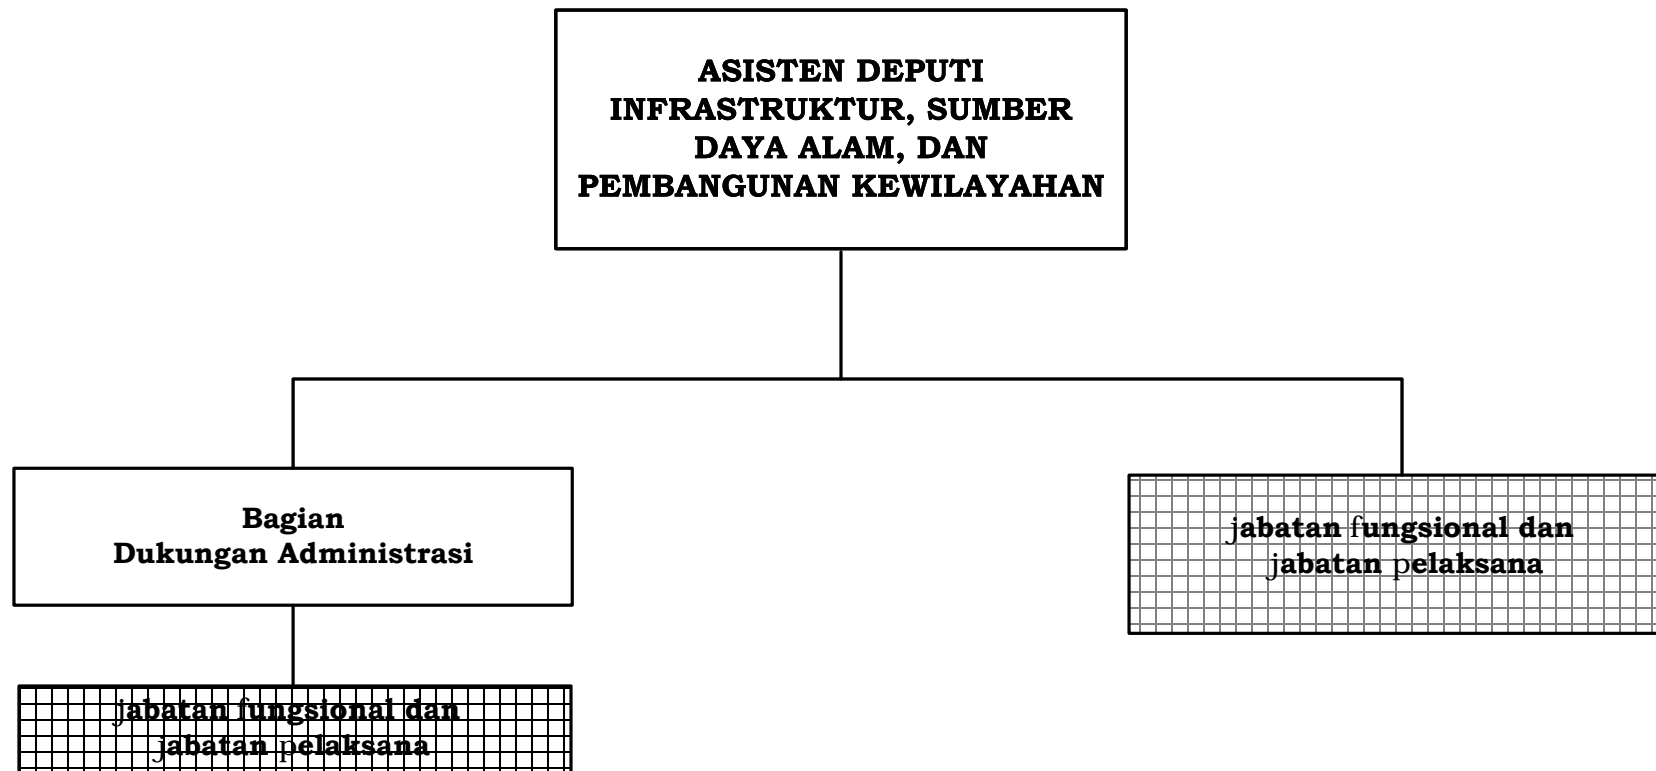 ASISTEN DEPUTI
INFRASTRUKTUR, SUMBER
DAYA ALAM, DAN
PEMBANGUNAN KEWILAYAHAN
Bagian
Dukungan Administrasi
jabatan fungsional dan
jabatan pelaksana
jabatan fungsional dan
jabatan pelaksana